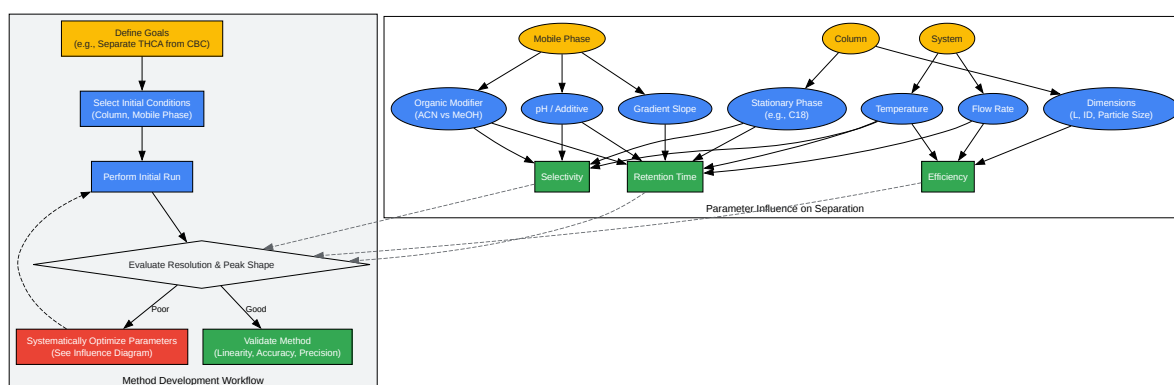 Define Goals
(e.g., Separate THCA from CBC)
Select Initial Conditions
(Column, Mobile Phase)
Perform Initial Run
Evaluate Resolution & Peak Shape
Poor
Good
Systematically Optimize Parameters
(See Influence Diagram)
Validate Method
(Linearity, Accuracy, Precision)
Method Development Workflow
Mobile Phase
Column
System
Organic Modifier
(ACN vs MeOH)
pH / Additive
Gradient Slope
Stationary Phase
(e.g., C18)
Temperature
Flow Rate
Dimensions
(L, ID, Particle Size)
Selectivity
Retention Time
Efficiency
Parameter Influence on Separation